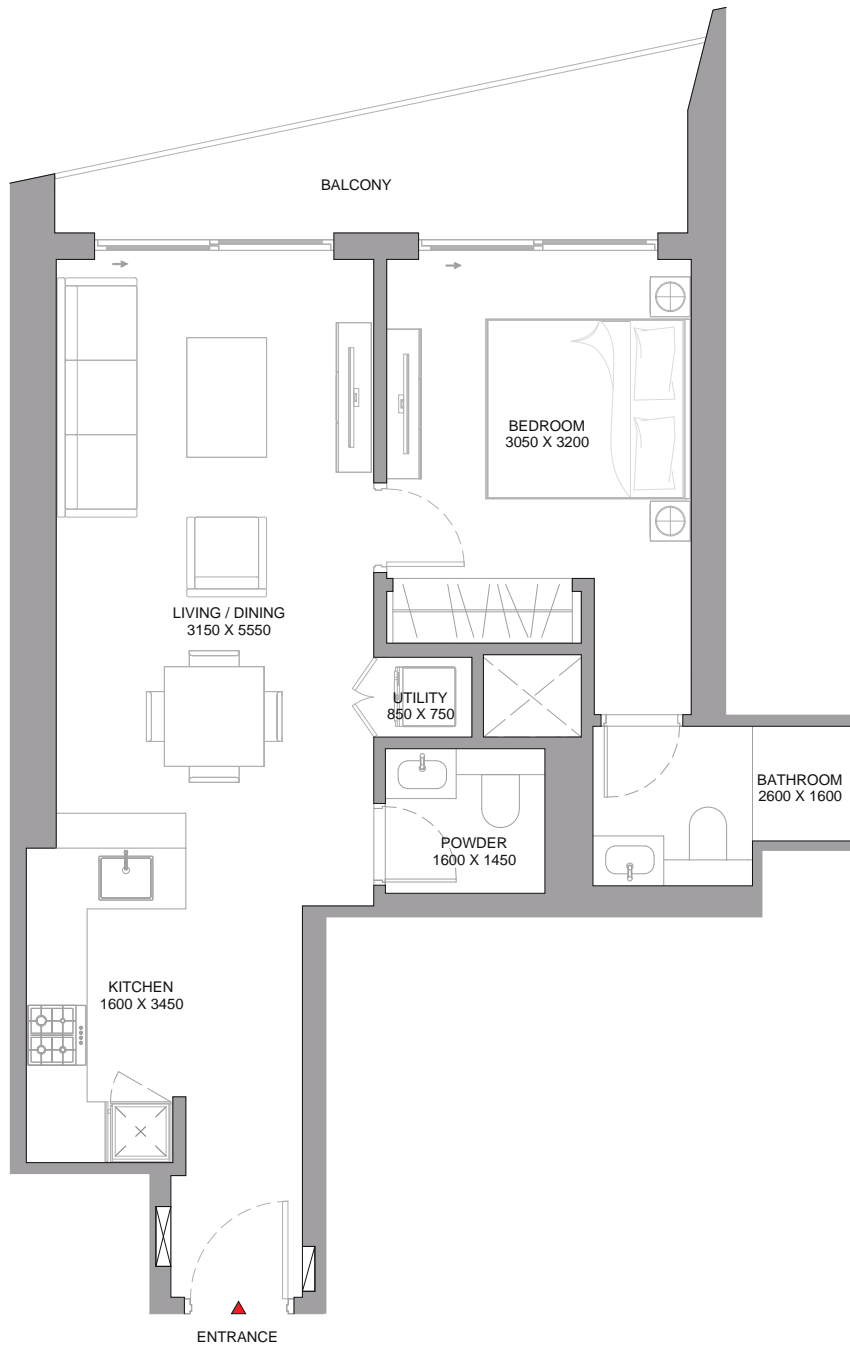 BALCONY
BEDROOM
3050 X 3200
LIVING / DINING
3150 X 5550
UTILITY
850 X 750
BATHROOM
2600 X 1600
POWDER
1600 X 1450
KITCHEN
1600 X 3450
ENTRANCE